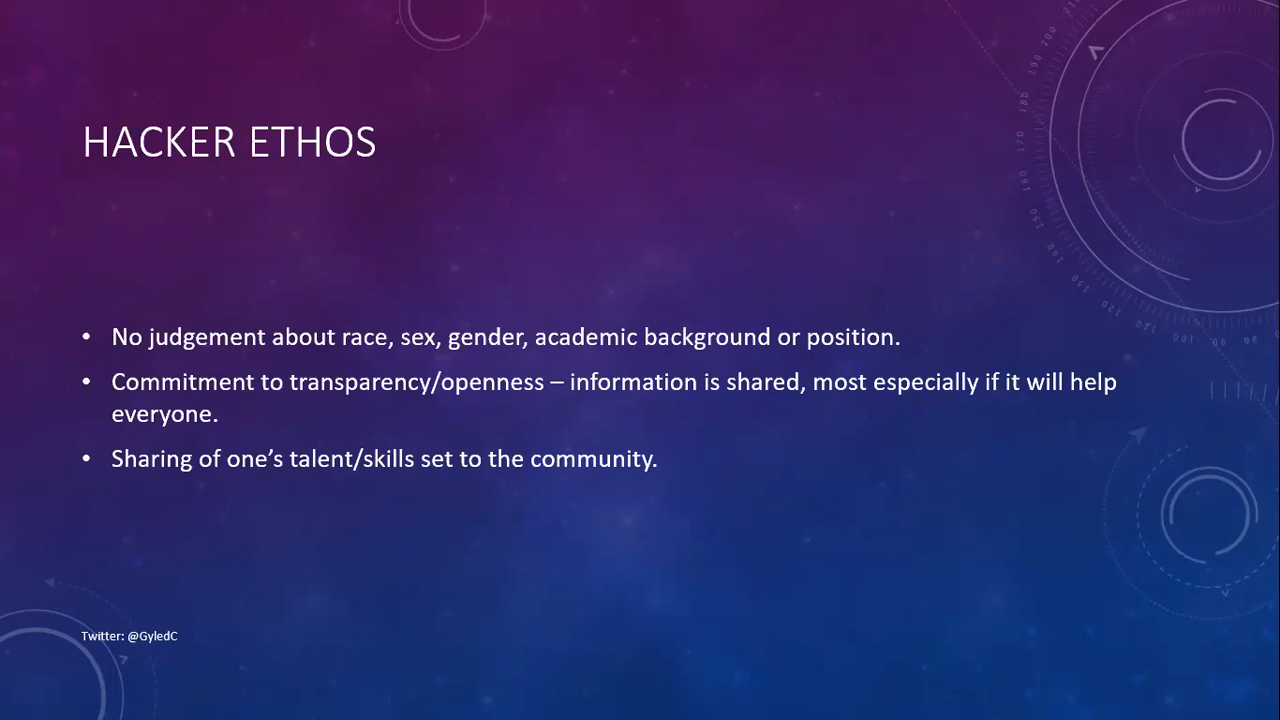 HACKER ETHOS
• No judgement about race, sex, gender, academic background or position.
• Commitment to transparency/openness – information is shared, most especially if it will help
everyone.
• Sharing of one’s talent/skills set to the community.
Twitter: @GyledC